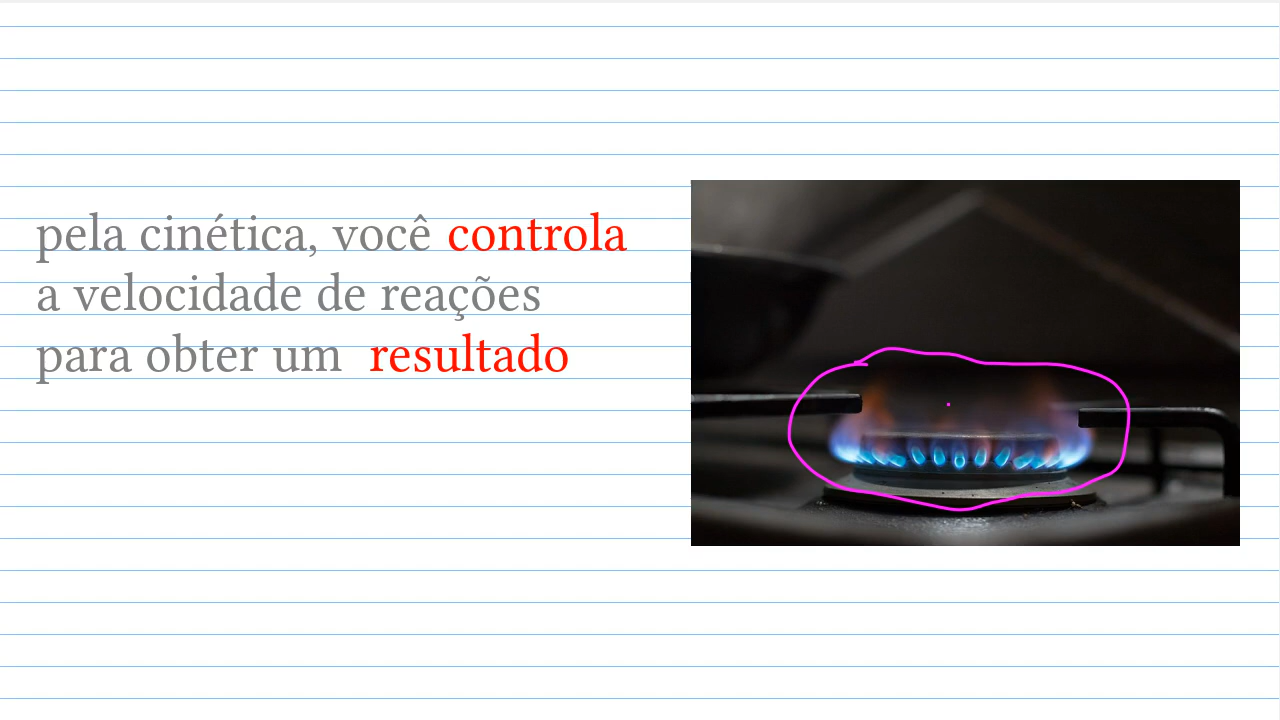 pela cinética, você controla
a velocidade de reações
para obter um resultado